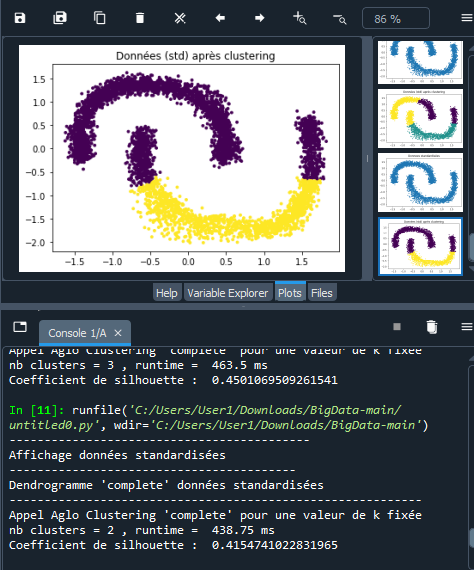 86 %
Données (std) après clustering
1.5
1.0
0.5
0.0
−0.5
−1.0
−1.5
−2.0
−1.5 −1.0 −0.5 0.0 0.5 1.0 1.5
Help Variable Explorer Plots Files
Console 1/A
Appel Aglo Clustering 'complete' pour une valeur de k fixée
nb clusters = 3 , runtime =  463.5 ms
Coefficient de silhouette :  0.4501069509261541
In [11]: runfile('C:/Users/User1/Downloads/BigData-main/
untitled0.py', wdir='C:/Users/User1/Downloads/BigData-main')
-----------------------------------------
Affichage données standardisées
---------------------------------------
Dendrogramme 'complete' données standardisées
--------------------------------------------------------
Appel Aglo Clustering 'complete' pour une valeur de k fixée
nb clusters = 2 , runtime =  438.75 ms
Coefficient de silhouette :  0.4154741022831965